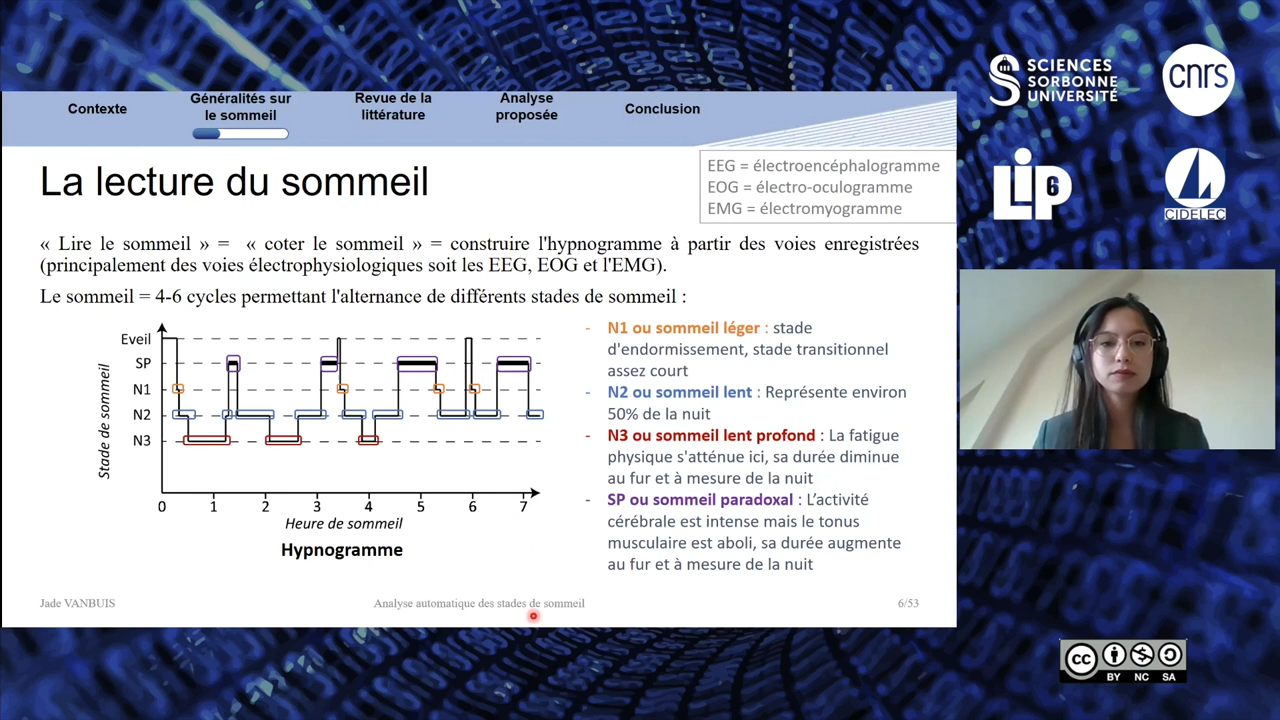 SCIENCES
SORBONNE
UNIVERSITÉ
cnrs
LIP6
CIDELEC
Contexte
Généralités sur
le sommeil
Revue de la
littérature
Analyse
proposée
Conclusion
La lecture du sommeil
EEG = électroencéphalogramme
EOG = électro-oculogramme
EMG = électromyogramme
« Lire le sommeil » = « coter le sommeil » = construire l'hypnogramme à partir des voies enregistrées
(principalement des voies électrophysiologiques soit les EEG, EOG et l'EMG).
Le sommeil = 4-6 cycles permettant l'alternance de différents stades de sommeil :
Stade de sommeil
Eveil
SP
N1
N2
N3
0 1 2 3 4 5 6 7
Heure de sommeil
Hypnogramme
- N1 ou sommeil léger : stade
d'endormissement, stade transitionnel
assez court
- N2 ou sommeil lent : Représente environ
50% de la nuit
- N3 ou sommeil lent profond : La fatigue
physique s'atténue ici, sa durée diminue
au fur et à mesure de la nuit
- SP ou sommeil paradoxal : L’activité
cérébrale est intense mais le tonus
musculaire est aboli, sa durée augmente
au fur et à mesure de la nuit
Jade VANBUIS
Analyse automatique des stades de sommeil
6/53
cc
BY NC SA